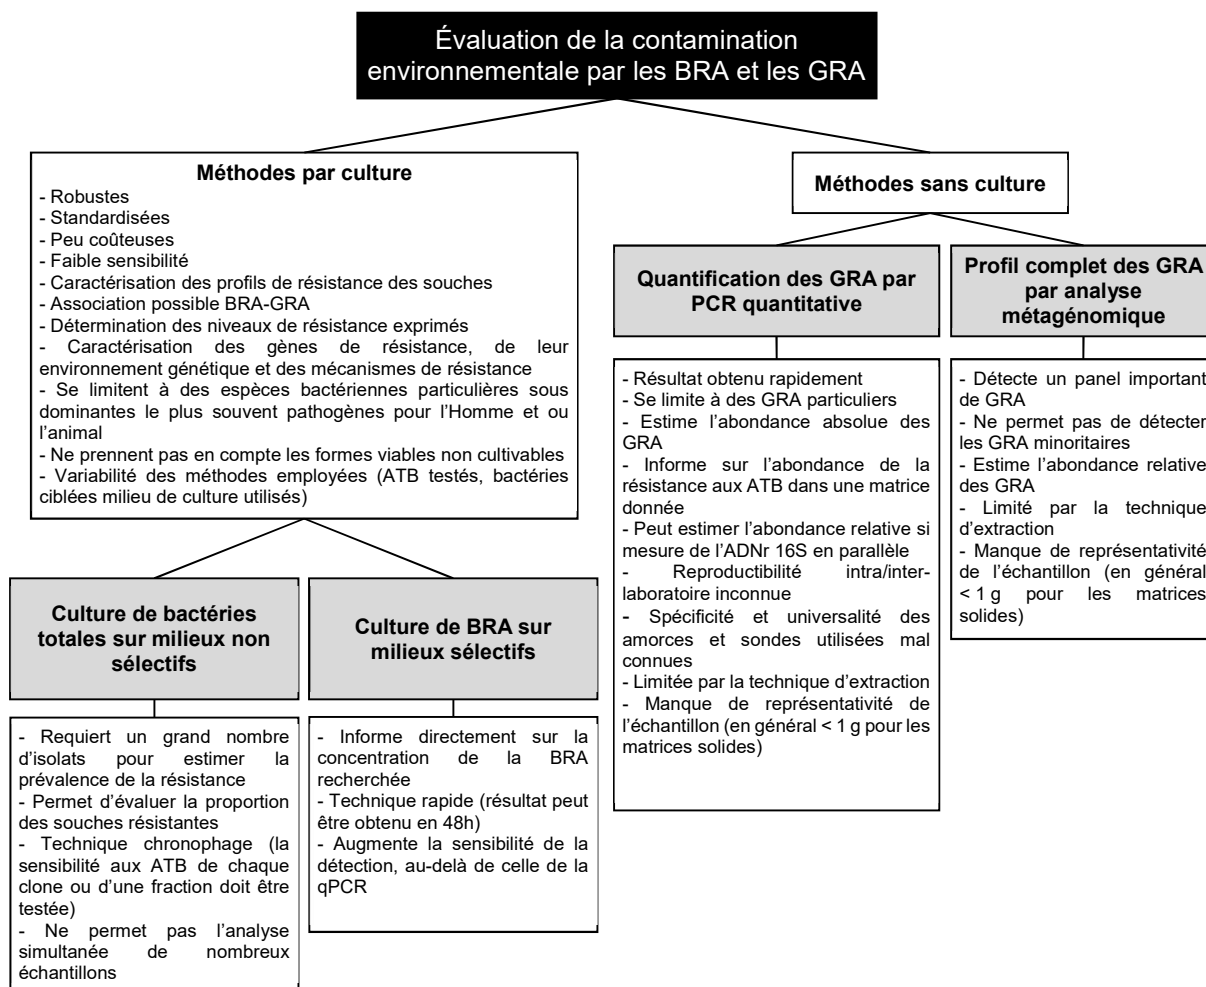 Évaluation de la contamination
environnementale par les BRA et les GRA
Méthodes par culture
- Robustes
- Standardisées
- Peu coûteuses
- Faible sensibilité
- Caractérisation des profils de résistance des souches
- Association possible BRA-GRA
- Détermination des niveaux de résistance exprimés
- Caractérisation des gènes de résistance, de leur
environnement génétique et des mécanismes de résistance
- Se limitent à des espèces bactériennes particulières sous
dominantes le plus souvent pathogènes pour l’Homme et ou
l’animal
- Ne prennent pas en compte les formes viables non cultivables
- Variabilité des méthodes employées (ATB testés, bactéries
ciblées milieu de culture utilisés)
Culture de bactéries
totales sur milieux non
sélectifs
- Requiert un grand nombre
d’isolats pour estimer la
prévalence de la résistance
- Permet d’évaluer la proportion
des souches résistantes
- Technique chronophage (la
sensibilité aux ATB de chaque
clone ou d’une fraction doit être
testée)
- Ne permet pas l’analyse
simultanée de nombreux
échantillons
Culture de BRA sur
milieux sélectifs
- Informe directement sur la
concentration de la BRA
recherchée
- Technique rapide (résultat peut
être obtenu en 48h)
- Augmente la sensibilité de la
détection, au-delà de celle de la
qPCR
Méthodes sans culture
Quantification des GRA par
PCR quantitative
- Résultat obtenu rapidement
- Se limite à des GRA particuliers
- Estime l’abondance absolue des
GRA
- Informe sur l’abondance de la
résistance aux ATB dans une matrice
donnée
- Peut estimer l’abondance relative si
mesure de l’ADNr 16S en parallèle
- Reproductibilité intra/inter-
laboratoire inconnue
- Spécificité et universalité des
amorces et sondes utilisées mal
connues
- Limitée par la technique d’extraction
- Manque de représentativité de
l’échantillon (en général < 1 g pour les
matrices solides)
Profil complet des GRA
par analyse
métagénomique
- Détecte un panel important
de GRA
- Ne permet pas de détecter
les GRA minoritaires
- Estime l’abondance relative
des GRA
- Limité par la technique
d’extraction
- Manque de représentativité
de l’échantillon (en général
< 1 g pour les matrices
solides)